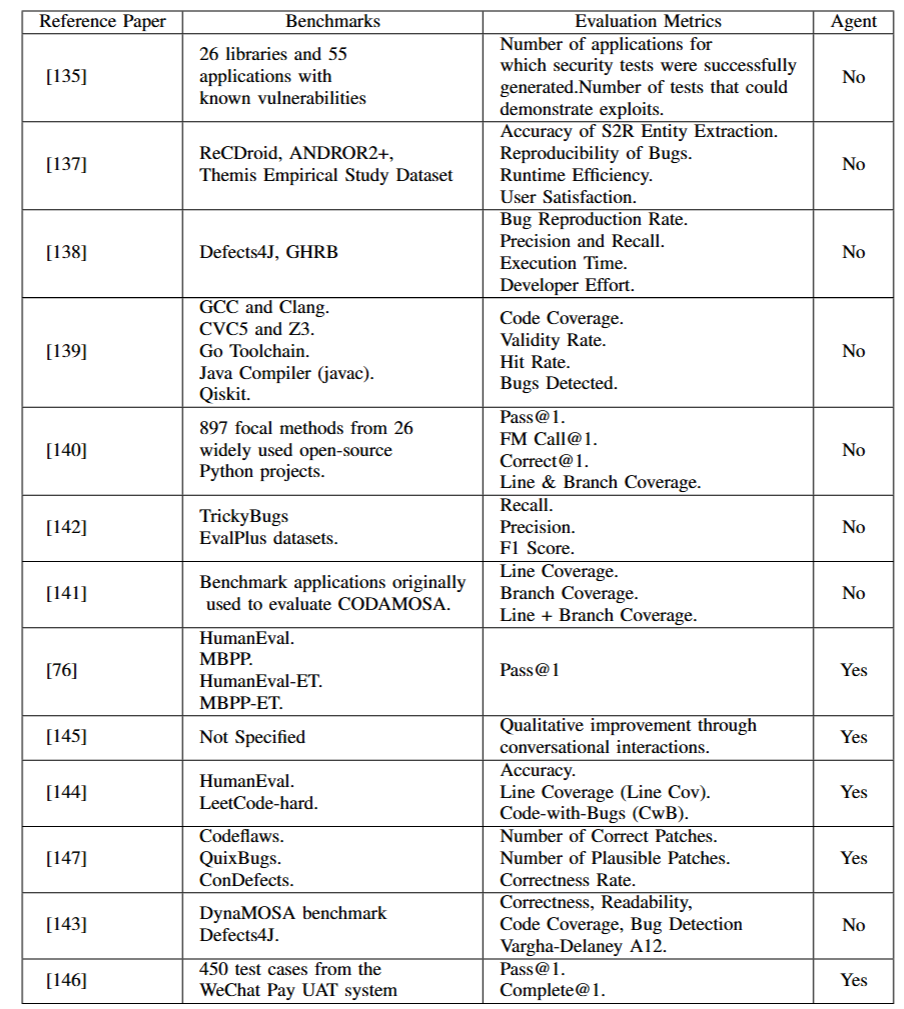 Reference Paper Benchmarks Evaluation Metrics Agent
[135]
26 libraries and 55
applications with
known vulnerabilities
Number of applications for
which security tests were successfully
generated.Number of tests that could
demonstrate exploits.
No
[137]
ReCDroid, ANDROR2+,
Themis Empirical Study Dataset
Accuracy of S2R Entity Extraction.
Reproducibility of Bugs.
Runtime Efficiency.
User Satisfaction.
No
[138]
Defects4J, GHRB
Bug Reproduction Rate.
Precision and Recall.
Execution Time.
Developer Effort.
No
[139]
GCC and Clang.
CVC5 and Z3.
Go Toolchain.
Java Compiler (javac).
Qiskit.
Code Coverage.
Validity Rate.
Hit Rate.
Bugs Detected.
No
[140]
897 focal methods from 26
widely used open-source
Python projects.
Pass@1.
FM Call@1.
Correct@1.
Line & Branch Coverage.
No
[142]
TrickyBugs
EvalPlus datasets.
Recall.
Precision.
F1 Score.
No
[141]
Benchmark applications originally
used to evaluate CODAMOSA.
Line Coverage.
Branch Coverage.
Line + Branch Coverage.
No
[76]
HumanEval.
MBPP.
HumanEval-ET.
MBPP-ET.
Pass@1
Yes
[145]
Not Specified
Qualitative improvement through
conversational interactions.
Yes
[144]
HumanEval.
LeetCode-hard.
Accuracy.
Line Coverage (Line Cov).
Code-with-Bugs (CwB).
Yes
[147]
Codeflaws.
QuixBugs.
ConDefects.
Number of Correct Patches.
Number of Plausible Patches.
Correctness Rate.
Yes
[143]
DynaMOSA benchmark
Defects4J.
Correctness, Readability,
Code Coverage, Bug Detection
Vargha-Delaney A12.
No
[146]
450 test cases from the
WeChat Pay UAT system
Pass@1.
Complete@1.
Yes